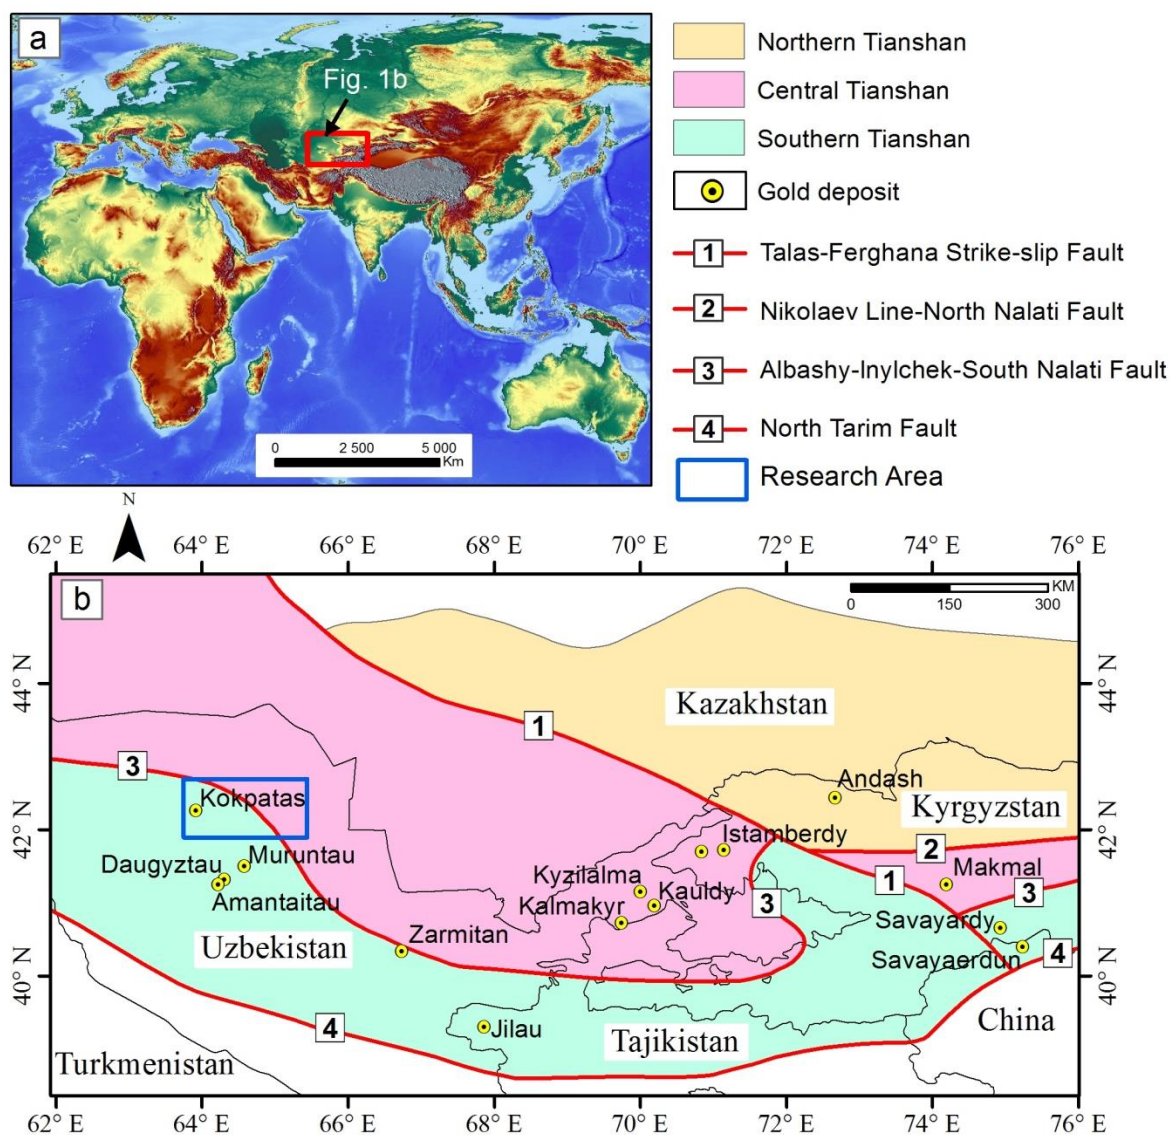 a
Fig. 1b
0 2 500 5 000
Km
Northern Tianshan
Central Tianshan
Southern Tianshan
Gold deposit
1 Talas-Ferghana Strike-slip Fault
2 Nikolaev Line-North Nalati Fault
3 Albashy-Inylchek-South Nalati Fault
4 North Tarim Fault
Research Area
N
62° E 64° E 66° E 68° E 70° E 72° E 74° E 76° E
b
KM
0 150 300
44° N
44° N
Kazakhstan
1
3
Kokpatas
Andash
Kyrgyzstan
42° N
42° N
Istamberdy
2
Daugyztau
Muruntau
Makmal
Kyzilalma
1
3
Amantaitau
Kauldy
Kalmakyr
3
Savayardy
Uzbekistan
Zarmitan
Savayaerdun
4
40° N
40° N
China
4
Jilau
Tajikistan
Turkmenistan
62° E 64° E 66° E 68° E 70° E 72° E 74° E 76° E